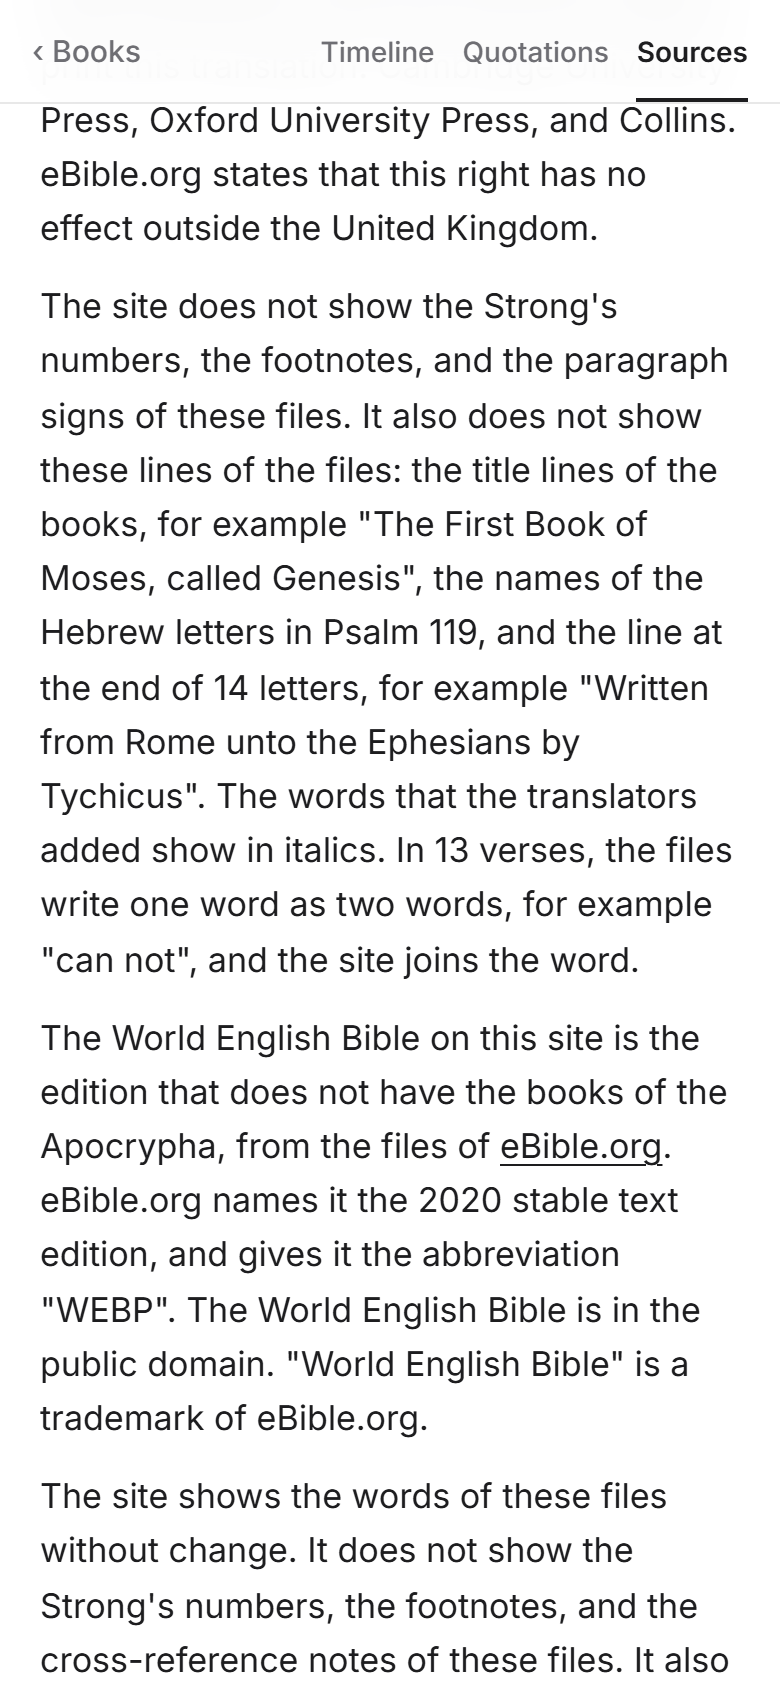 ‹ Books
Timeline
Quotations
Sources
print this translation: Cambridge University
Press, Oxford University Press, and Collins.
eBible.org states that this right has no
effect outside the United Kingdom.
The site does not show the Strong's
numbers, the footnotes, and the paragraph
signs of these files. It also does not show
these lines of the files: the title lines of the
books, for example "The First Book of
Moses, called Genesis", the names of the
Hebrew letters in Psalm 119, and the line at
the end of 14 letters, for example "Written
from Rome unto the Ephesians by
Tychicus". The words that the translators
added show in italics. In 13 verses, the files
write one word as two words, for example
"can not", and the site joins the word.
The World English Bible on this site is the
edition that does not have the books of the
Apocrypha, from the files of eBible.org.
eBible.org names it the 2020 stable text
edition, and gives it the abbreviation
"WEBP". The World English Bible is in the
public domain. "World English Bible" is a
trademark of eBible.org.
The site shows the words of these files
without change. It does not show the
Strong's numbers, the footnotes, and the
cross-reference notes of these files. It also